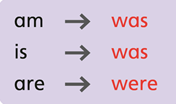 am → was
is → was
are → were